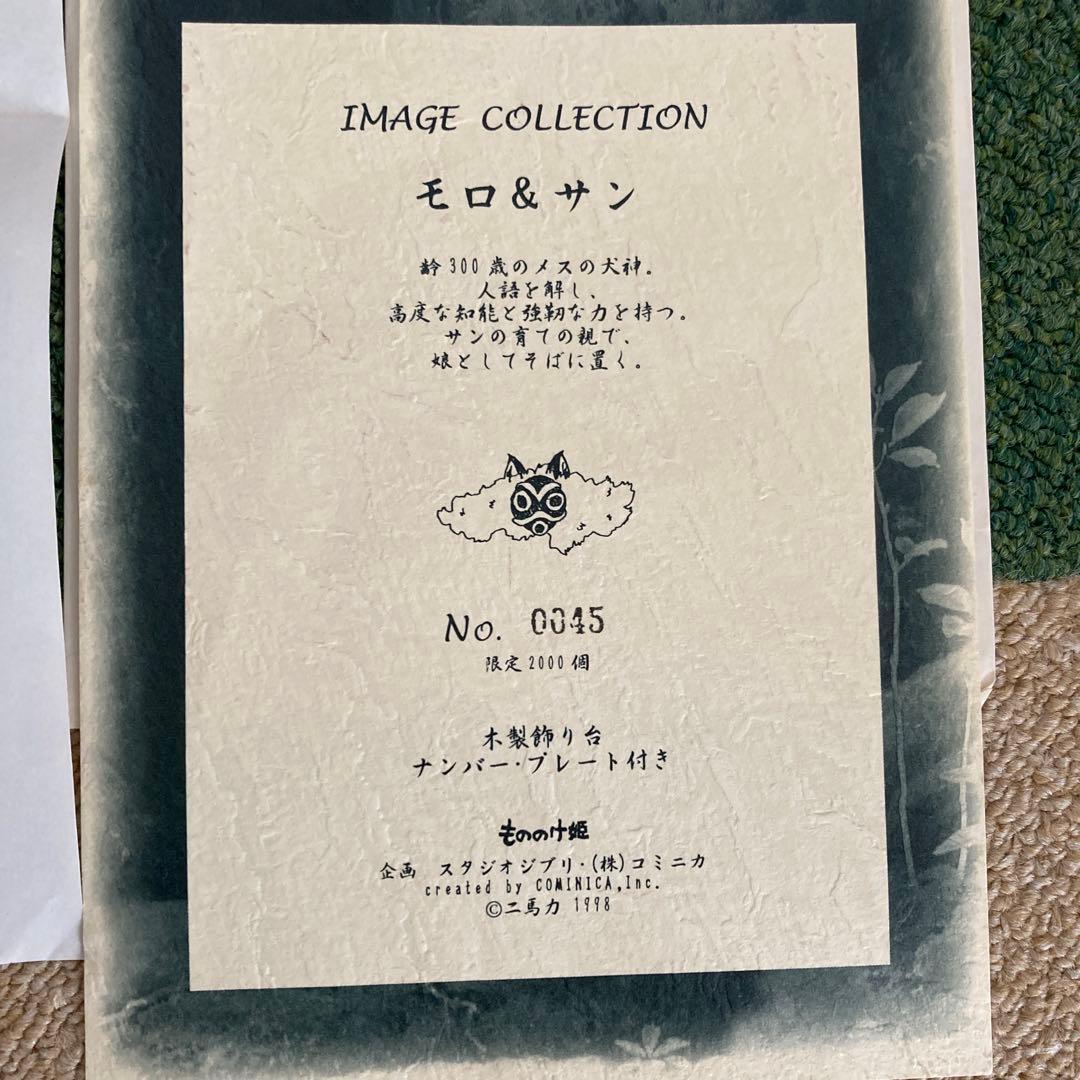 IMAGE COLLECTION
モロ&サン
齢300歳のメスの犬神。
人語を解し、
高度な知能と強靭な力を持つ。
サンの育ての親で、
娘としてそばに置く。
No. 0045
限定2000個
木製飾り台
ナンバー・プレート付き
もののけ姫
企画 スタジオジブリ・(株)コミニカ
created by COMINICA,Inc.
©二馬力 1998